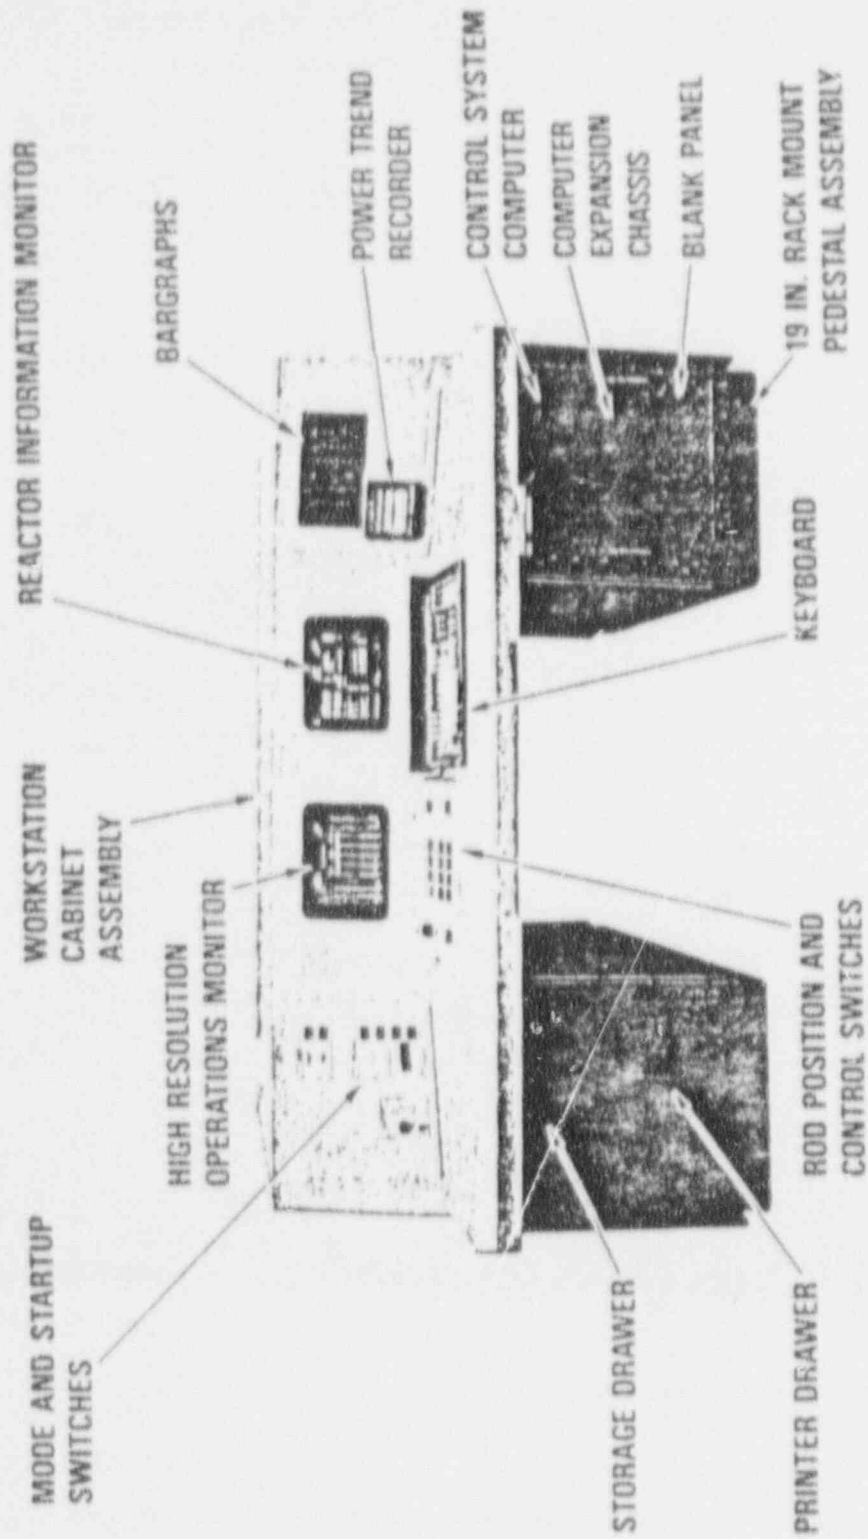 MODE AND STARTUP
SWITCHES
HIGH RESOLUTION
OPERATIONS MONITOR
WORKSTATION
CABINET
ASSEMBLY
REACTOR INFORMATION MONITOR
BARGRAPHS
POWER TREND
RECORDER
CONTROL SYSTEM
COMPUTER
COMPUTER
EXPANSION
CHASSIS
BLANK PANEL
19 IN. RACK MOUNT
PEDESTAL ASSEMBLY
KEYBOARD
ROD POSITION AND
CONTROL SWITCHES
STORAGE DRAWER
PRINTER DRAWER